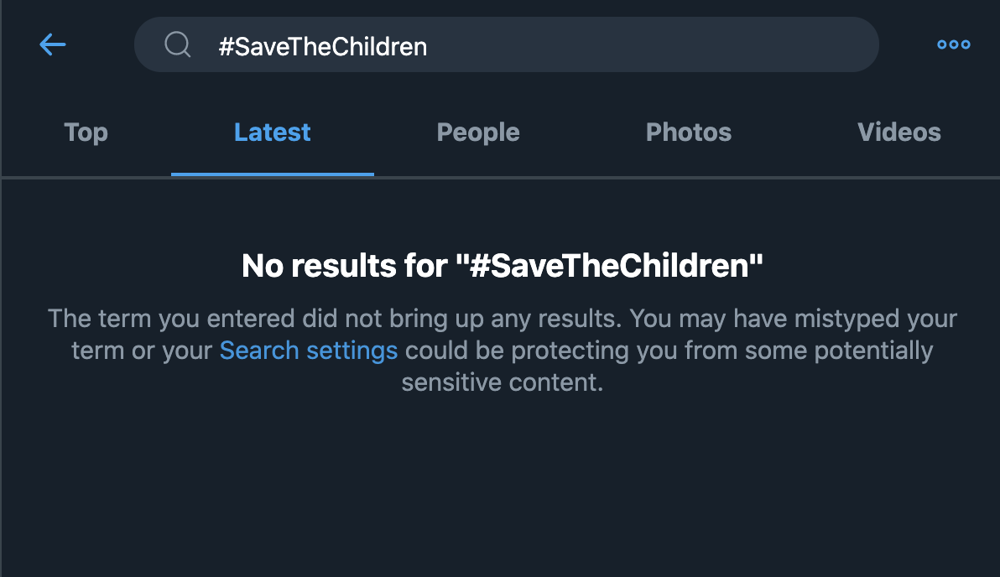 #SaveTheChildren
Top Latest People Photos Videos
No results for "#SaveTheChildren"
The term you entered did not bring up any results. You may have mistyped your
term or your Search settings could be protecting you from some potentially
sensitive content.